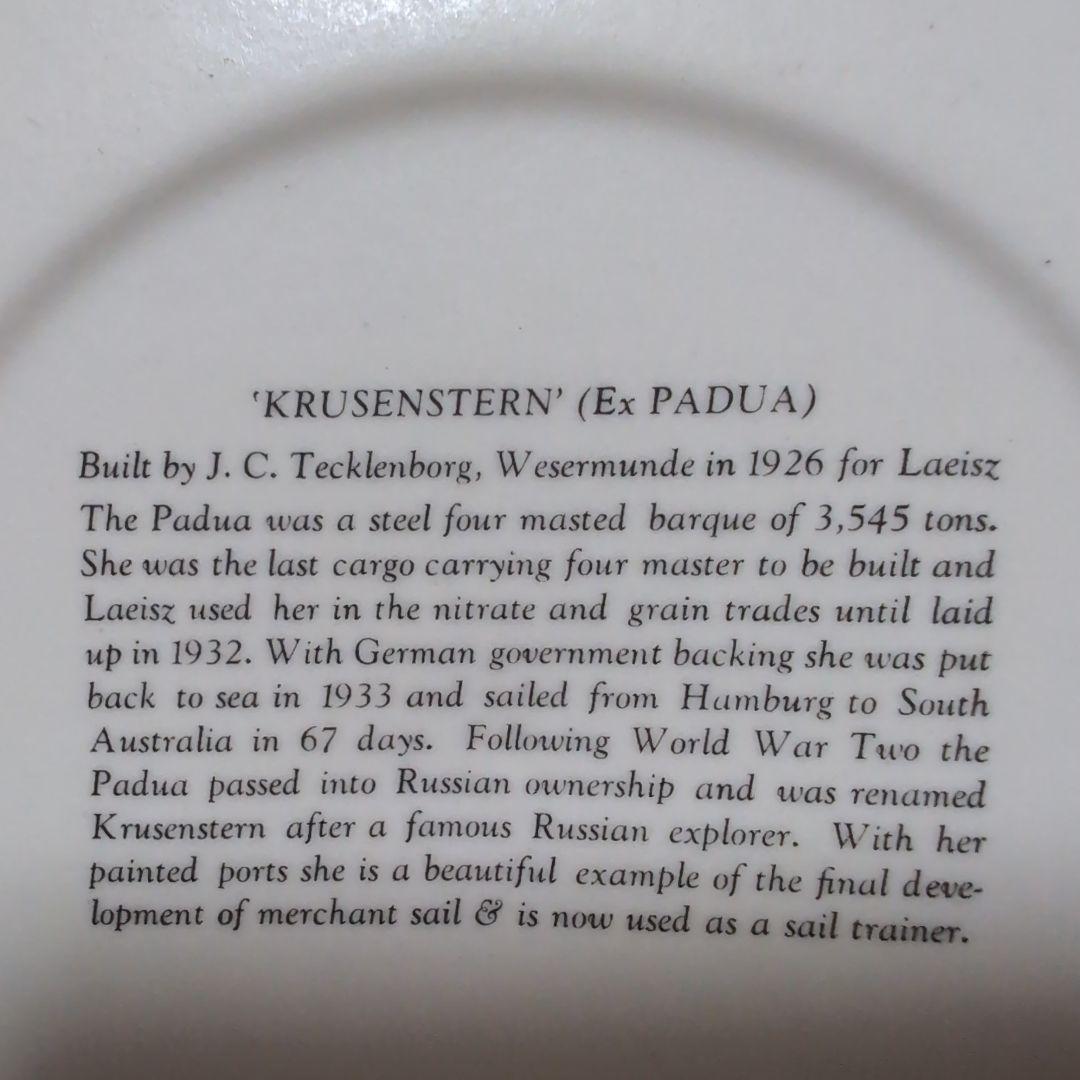 ‘KRUSENSTERN’ (Ex PADUA)
Built by J. C. Tecklenborg, Wesermunde in 1926 for Laeisz
The Padua was a steel four masted barque of 3,545 tons.
She was the last cargo carrying four master to be built and
Laeisz used her in the nitrate and grain trades until laid
up in 1932. With German government backing she was put
back to sea in 1933 and sailed from Hamburg to South
Australia in 67 days. Following World War Two the
Padua passed into Russian ownership and was renamed
Krusenstern after a famous Russian explorer. With her
painted ports she is a beautiful example of the final deve-
lopment of merchant sail & is now used as a sail trainer.